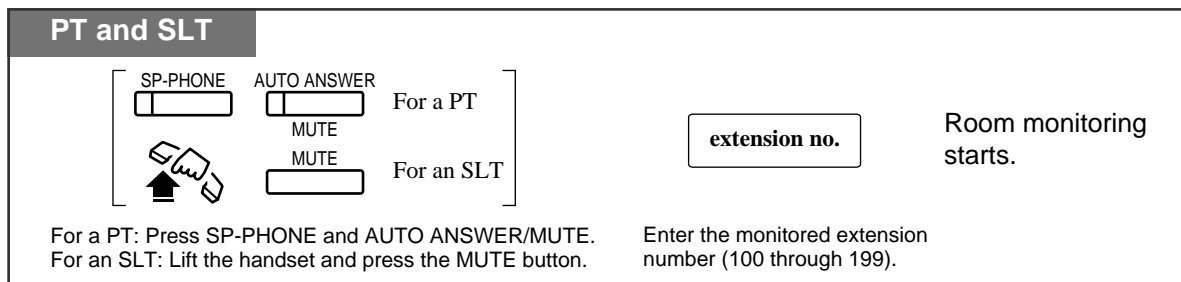 PT and SLT
SP-PHONE AUTO ANSWER
For a PT
MUTE
MUTE
For an SLT
extension no.
Room monitoring
starts.
For a PT: Press SP-PHONE and AUTO ANSWER/MUTE.
For an SLT: Lift the handset and press the MUTE button.
Enter the monitored extension
number (100 through 199).